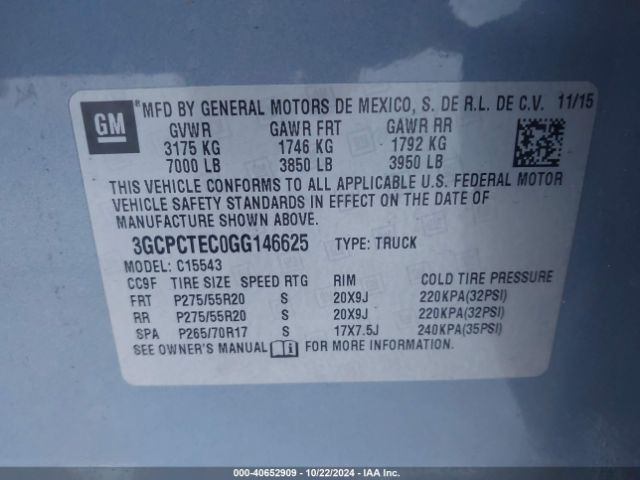 GM
®MFD BY GENERAL MOTORS DE MEXICO, S. DE R.L. DE C.V. 11/15
GVWR GAWR FRT GAWR RR
3175 KG 1746 KG 1792 KG
7000 LB 3850 LB 3950 LB
THIS VEHICLE CONFORMS TO ALL APPLICABLE U.S. FEDERAL MOTOR
VEHICLE SAFETY STANDARDS IN EFFECT ON THE DATE OF
MANUFACTURE SHOWN ABOVE.
3GCPCTEC0GG146625 TYPE: TRUCK
MODEL: C15543
CC9F TIRE SIZE SPEED RTG RIM COLD TIRE PRESSURE
FRT P275/55R20 S 20X9J 220KPA(32PSI)
RR P275/55R20 S 20X9J 220KPA(32PSI)
SPA P265/70R17 S 17X7.5J 240KPA(35PSI)
SEE OWNER'S MANUAL FOR MORE INFORMATION.
000-40652909 - 10/22/2024 - IAA Inc.